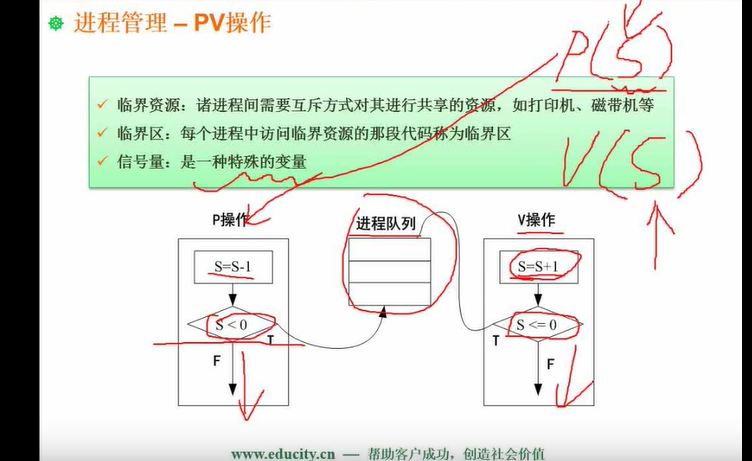 进程管理 – PV操作
P(S)
✓ 临界资源：诸进程间需要互斥方式对其进行共享的资源，如打印机、磁带机等
✓ 临界区：每个进程中访问临界资源的那段代码称为临界区
✓ 信号量：是一种特殊的变量
V(S)
P操作
进程队列
V操作
S=S-1
S=S+1
S < 0
S <= 0
T
T
F
F
www.educity.cn — 帮助客户成功，创造社会价值